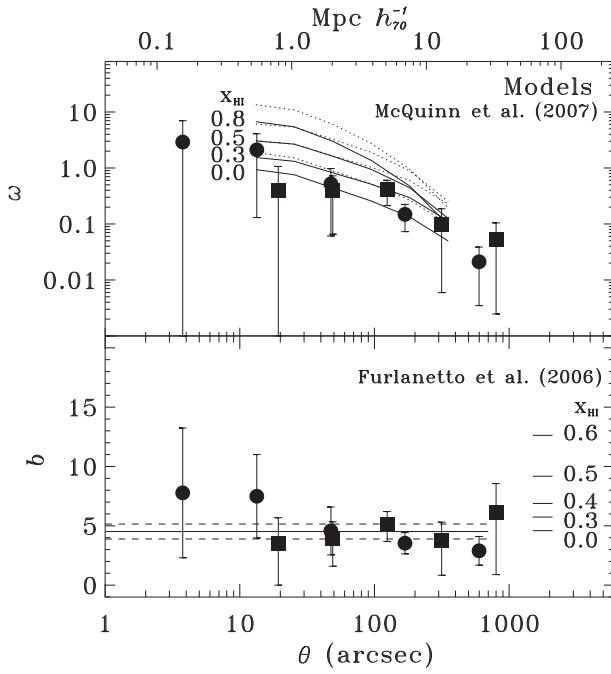 Mpc h₇₀⁻¹
0.1 1.0 10.0
Models
McQuinn et al. (2007)
x_HI
0.8
0.5
0.3
0.0
10
1.0
0.1
0.01
ω
Furlanetto et al. (2006)
x_HI
0.6
0.5
0.4
0.3
0.0
15
10
5
0
b
1 10 100 1000
θ (arcsec)